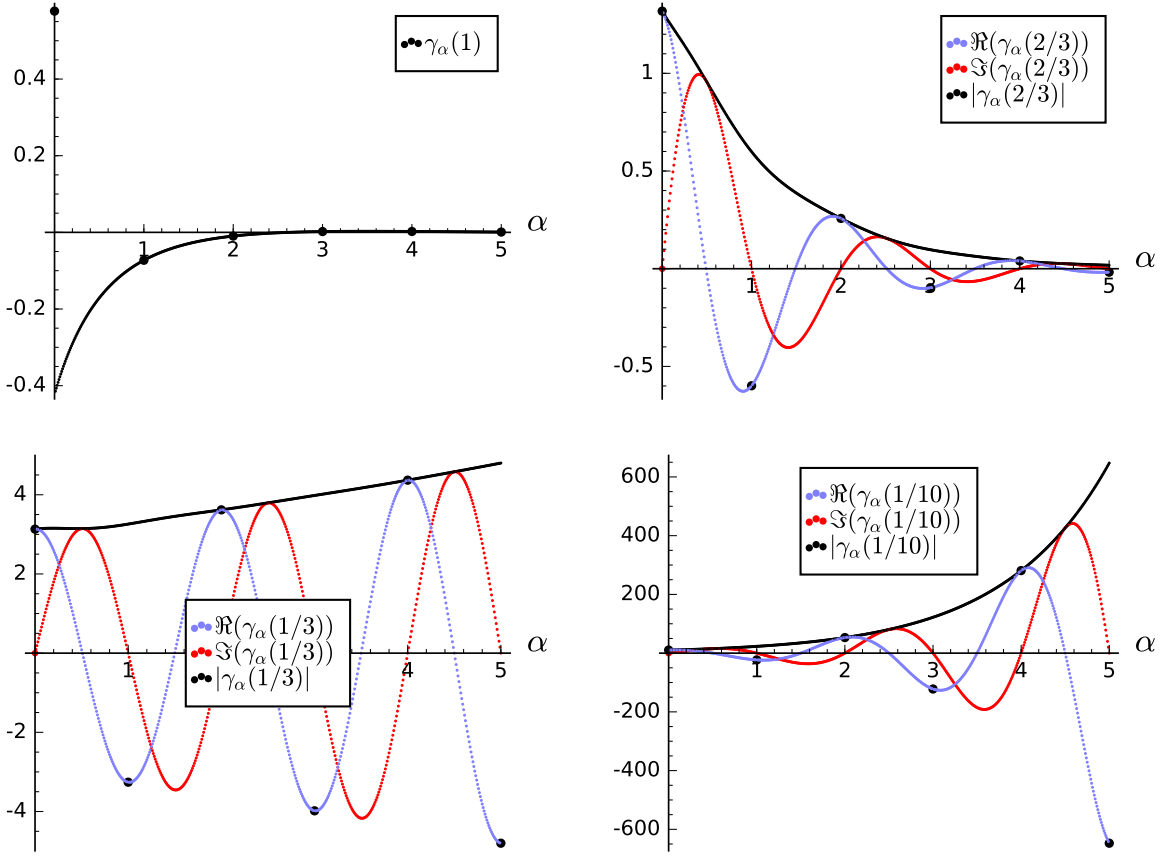 γα(1)
0.4
0.2
-0.2
-0.4
1 2 3 4 5
α
ℜ(γα(2/3))
ℑ(γα(2/3))
|γα(2/3)|
1
0.5
-0.5
1 2 3 4 5
α
4
2
-2
-4
1 4 5
α
ℜ(γα(1/3))
ℑ(γα(1/3))
|γα(1/3)|
600
400
200
-200
-400
-600
1 2 3 4 5
α
ℜ(γα(1/10))
ℑ(γα(1/10))
|γα(1/10)|